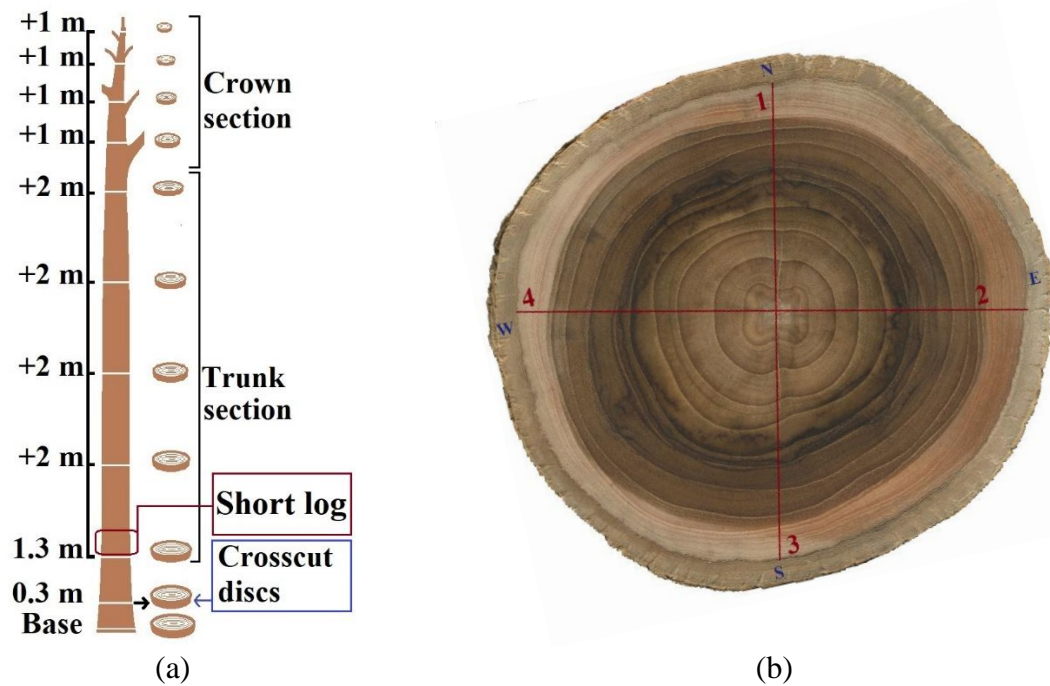 +1 m
+1 m
+1 m
+1 m
+2 m
+2 m
+2 m
+2 m
1.3 m
0.3 m
Base
Crown
section
Trunk
section
Short log
Crosscut
discs
(a)
N
1
E
2
4
W
3
S
(b)